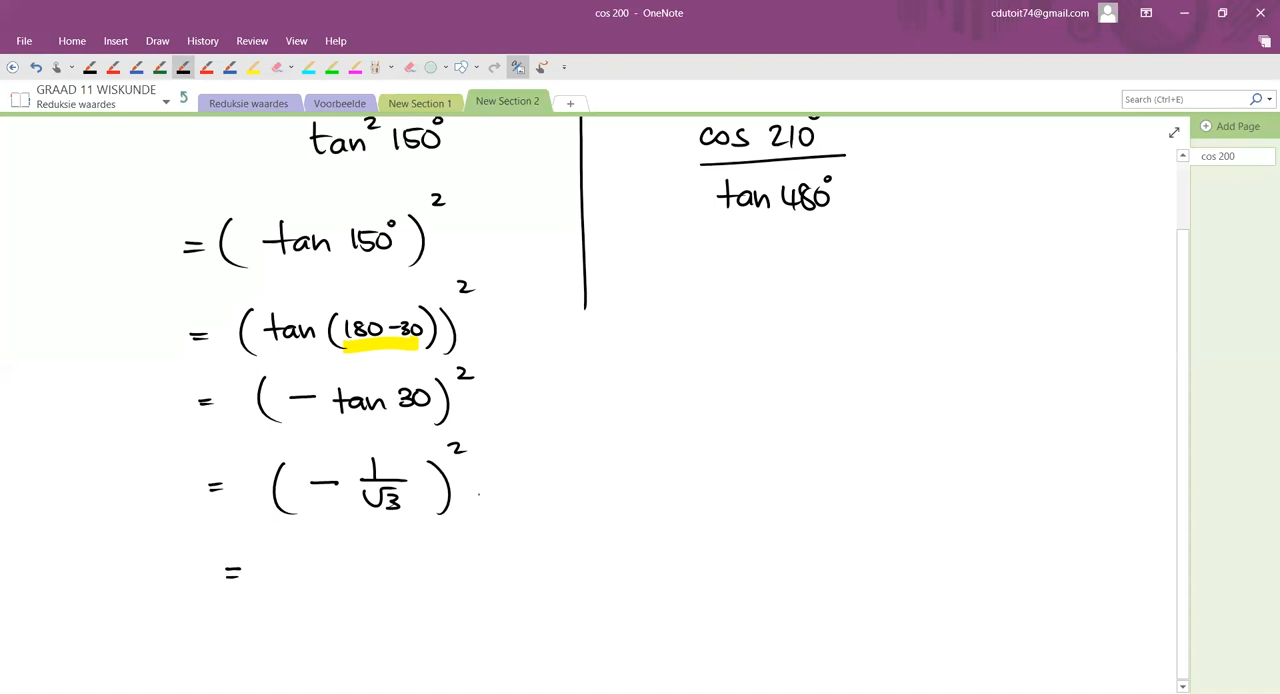 cos 200 - OneNote
cdutoit74@gmail.com
File Home Insert Draw History Review View Help
GRAAD 11 WISKUNDE
Reduksie waardes
Reduksie waardes Voorbeelde New Section 1 New Section 2 +
Search (Ctrl+E)
Add Page
cos 200
tan² 150°
= ( tan 150° )²
= ( tan (180 - 30) )²
= ( - tan 30 )²
= ( - 1/√3 )²
=
cos 210°
tan 480°